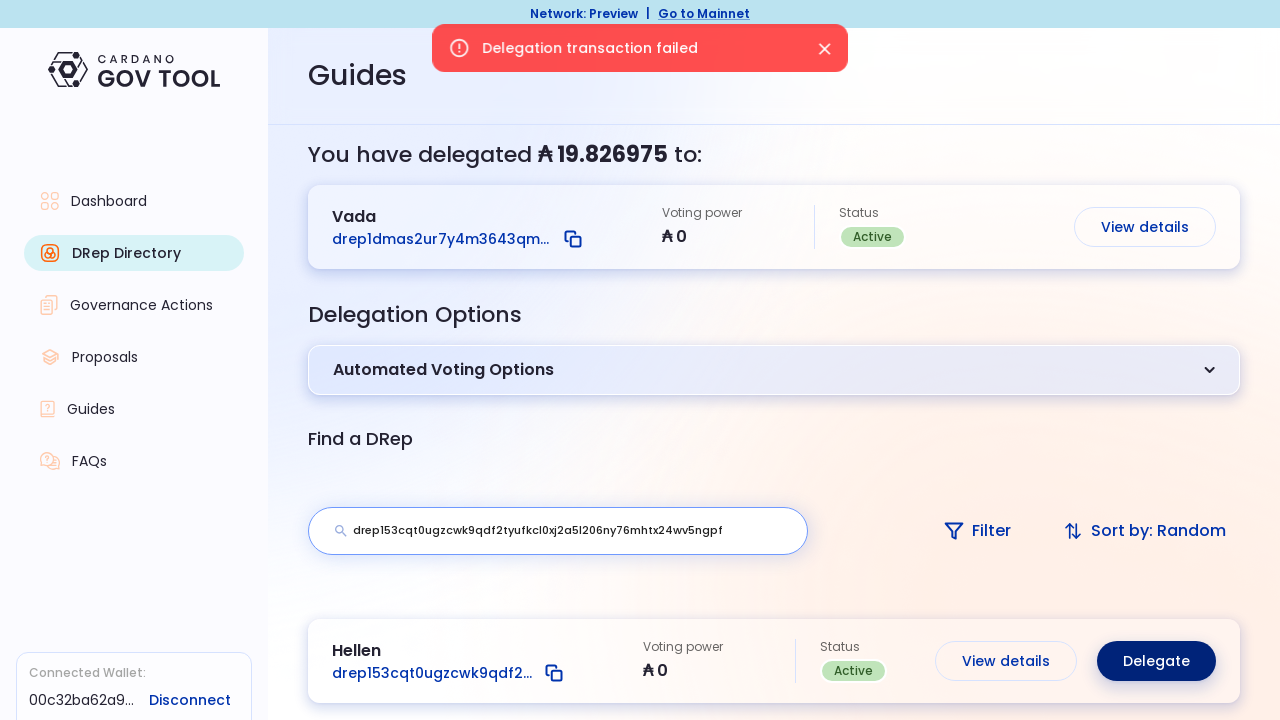 Network: Preview | Go to Mainnet
Delegation transaction failed
CARDANO
GOV TOOL
Guides
You have delegated ₳ 19.826975 to:
Dashboard
DRep Directory
Governance Actions
Proposals
Guides
FAQs
Vada
drep1dmas2ur7y4m3643qm...
Voting power
₳ 0
Status
Active
View details
Delegation Options
Automated Voting Options
Find a DRep
drep153cqt0ugzcwk9qdf2tyufkcl0xj2a5l206ny76mhtx24wv5ngpf
Filter
Sort by: Random
Hellen
drep153cqt0ugzcwk9qdf2...
Voting power
₳ 0
Status
Active
View details
Delegate
Connected Wallet:
00c32ba62a9...
Disconnect